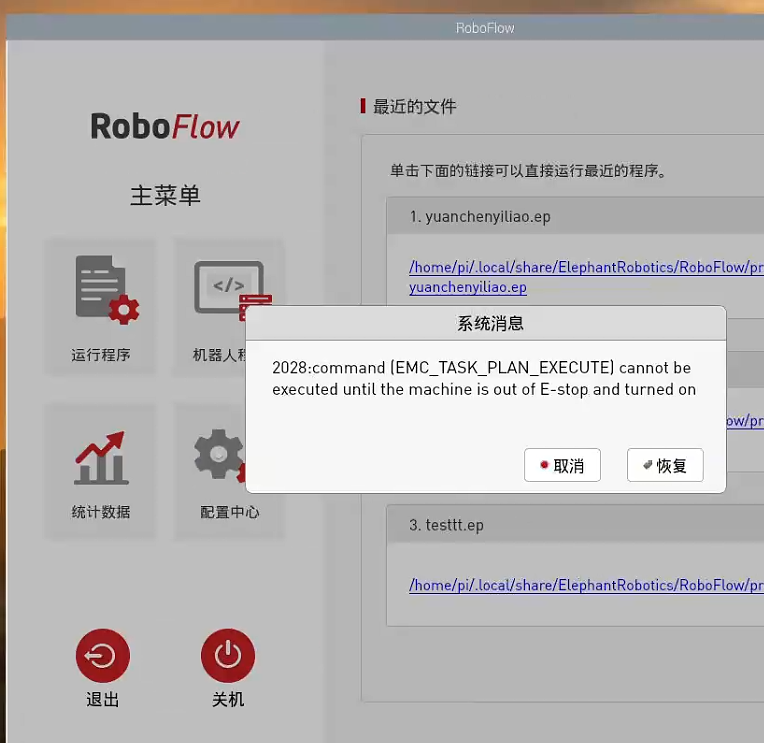 RoboFlow
RoboFlow
主菜单
运行程序
机器人程
统计数据
配置中心
退出
关机
最近的文件
单击下面的链接可以直接运行最近的程序。
1. yuanchenyiliao.ep
/home/pi/.local/share/ElephantRobotics/RoboFlow/pr
yuanchenyiliao.ep
系统消息
2028:command (EMC_TASK_PLAN_EXECUTE) cannot be
executed until the machine is out of E-stop and turned on
取消
恢复
ow/pr
3. testtt.ep
/home/pi/.local/share/ElephantRobotics/RoboFlow/pr